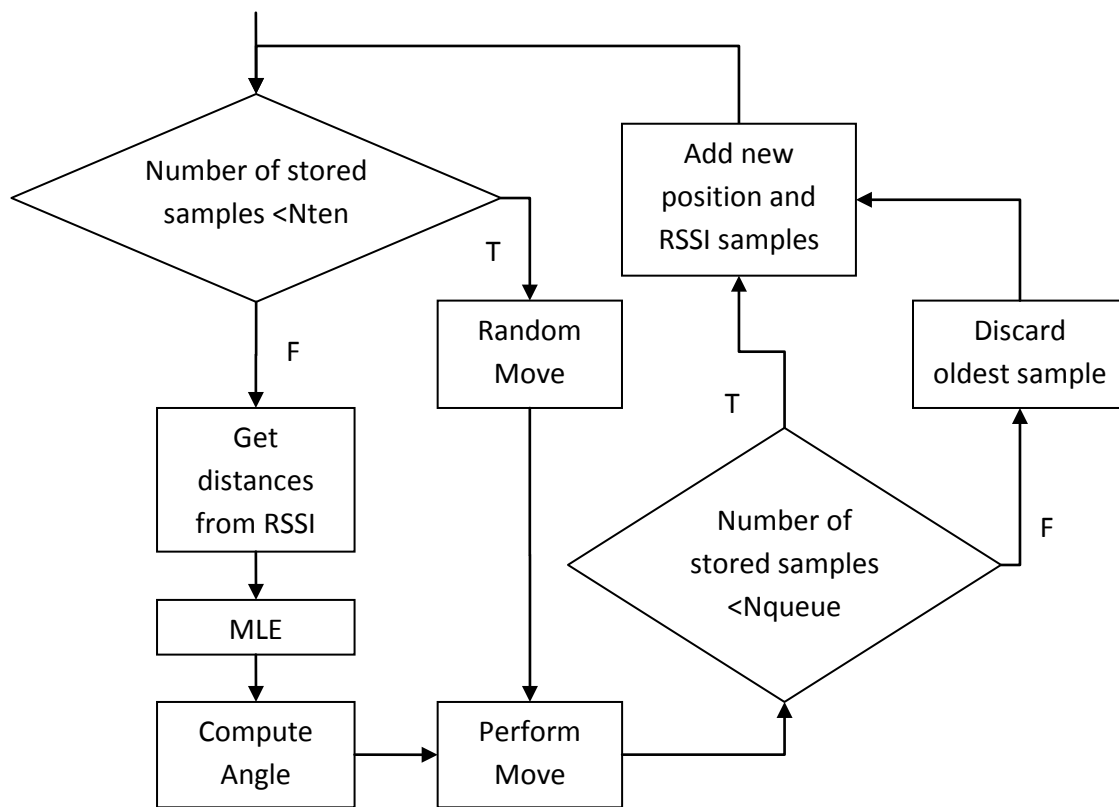 Number of stored
samples <Nten
T
F
Random
Move
Get
distances
from RSSI
MLE
Compute
Angle
Perform
Move
Number of
stored samples
<Nqueue
T
F
Discard
oldest sample
Add new
position and
RSSI samples